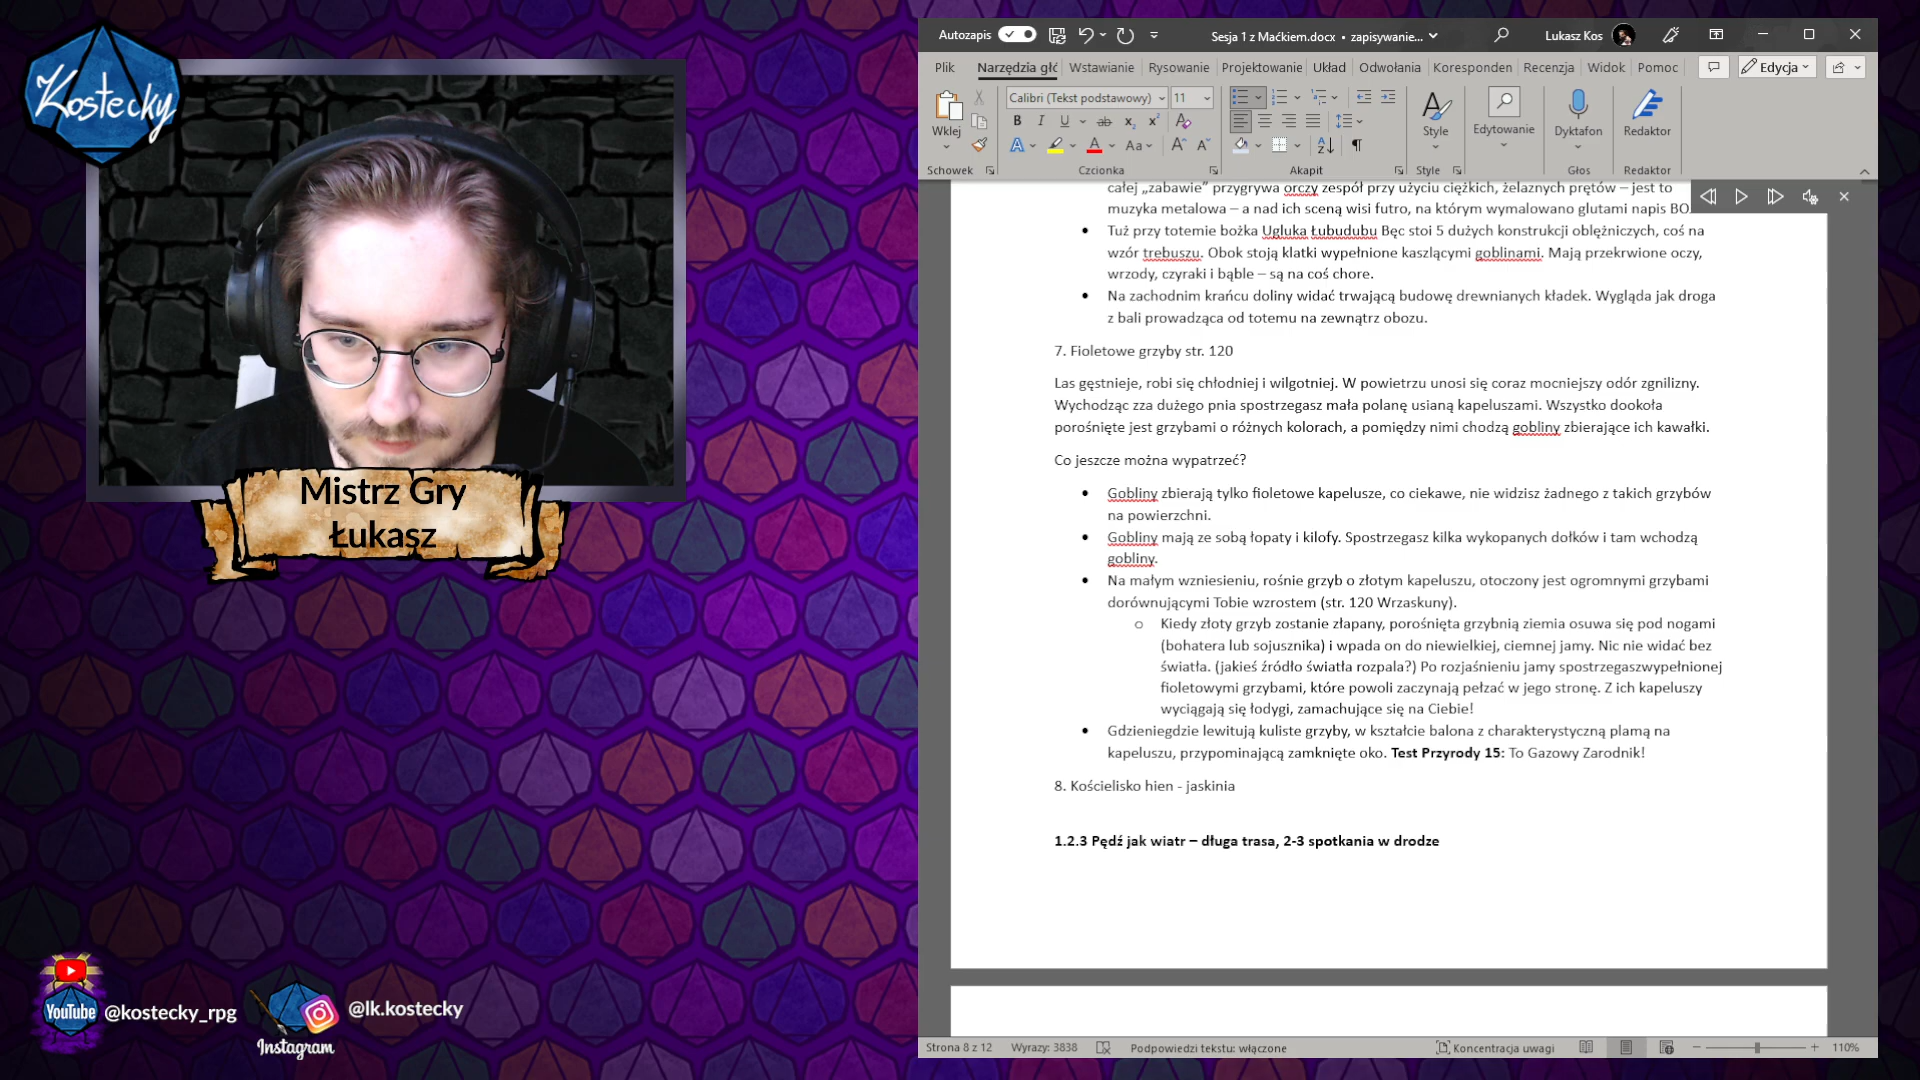 Kostecky
Mistrz Gry
Łukasz
YouTube
@kostecky_rpg
Instagram
@lk.kostecky
Autozapis
Sesja 1 z Maćkiem.docx • zapisywanie...
Lukasz Kos
Plik
Narzędzia głó
Wstawianie
Rysowanie
Projektowanie
Układ
Odwołania
Koresponden
Recenzja
Widok
Pomoc
Edycja
Wklej
Calibri (Tekst podstawowy)
11
Style
Edytowanie
Dyktafon
Redaktor
Schowek
Czcionka
Akapit
Style
Głos
Redaktor
całej „zabawie” przygrywa orczy zespół przy użyciu ciężkich, żelaznych prętów – jest to
muzyka metalowa – a nad ich sceną wisi futro, na którym wymalowano glutami napis BO
• Tuż przy totemie bożka Ugluka Łubudubu Bęc stoi 5 dużych konstrukcji oblężniczych, coś na
wzór trebuszu. Obok stoją klatki wypełnione kaszlącymi goblinami. Mają przekrwione oczy,
wrzody, czyraki i bąble – są na coś chore.
• Na zachodnim krańcu doliny widać trwającą budowę drewnianych kładek. Wygląda jak droga
z bali prowadząca od totemu na zewnątrz obozu.
7. Fioletowe grzyby str. 120
Las gęstnieje, robi się chłodniej i wilgotniej. W powietrzu unosi się coraz mocniejszy odór zgnilizny.
Wychodząc zza dużego pnia spostrzegasz mała polanę usianą kapeluszami. Wszystko dookoła
porośnięte jest grzybami o różnych kolorach, a pomiędzy nimi chodzą gobliny zbierające ich kawałki.
Co jeszcze można wypatrzeć?
• Gobliny zbierają tylko fioletowe kapelusze, co ciekawe, nie widzisz żadnego z takich grzybów
na powierzchni.
• Gobliny mają ze sobą łopaty i kilofy. Spostrzegasz kilka wykopanych dołków i tam wchodzą
gobliny.
• Na małym wzniesieniu, rośnie grzyb o złotym kapeluszu, otoczony jest ogromnymi grzybami
dorównującymi Tobie wzrostem (str. 120 Wrzaskuny).
o Kiedy złoty grzyb zostanie złapany, porośnięta grzybnią ziemia osuwa się pod nogami
(bohatera lub sojusznika) i wpada on do niewielkiej, ciemnej jamy. Nic nie widać bez
światła. (jakieś źródło światła rozpala?) Po rozjaśnieniu jamy spostrzegaszwypełnionej
fioletowymi grzybami, które powoli zaczynają pełzać w jego stronę. Z ich kapeluszy
wyciągają się łodygi, zamachujące się na Ciebie!
• Gdzieniegdzie lewitują kuliste grzyby, w kształcie balona z charakterystyczną plamą na
kapeluszu, przypominającą zamknięte oko. Test Przyrody 15: To Gazowy Zarodnik!
8. Kościelisko hien - jaskinia
1.2.3 Pędź jak wiatr – długa trasa, 2-3 spotkania w drodze
Strona 8 z 12
Wyrazy: 3838
Podpowiedzi tekstu: włączone
Koncentracja uwagi
110%